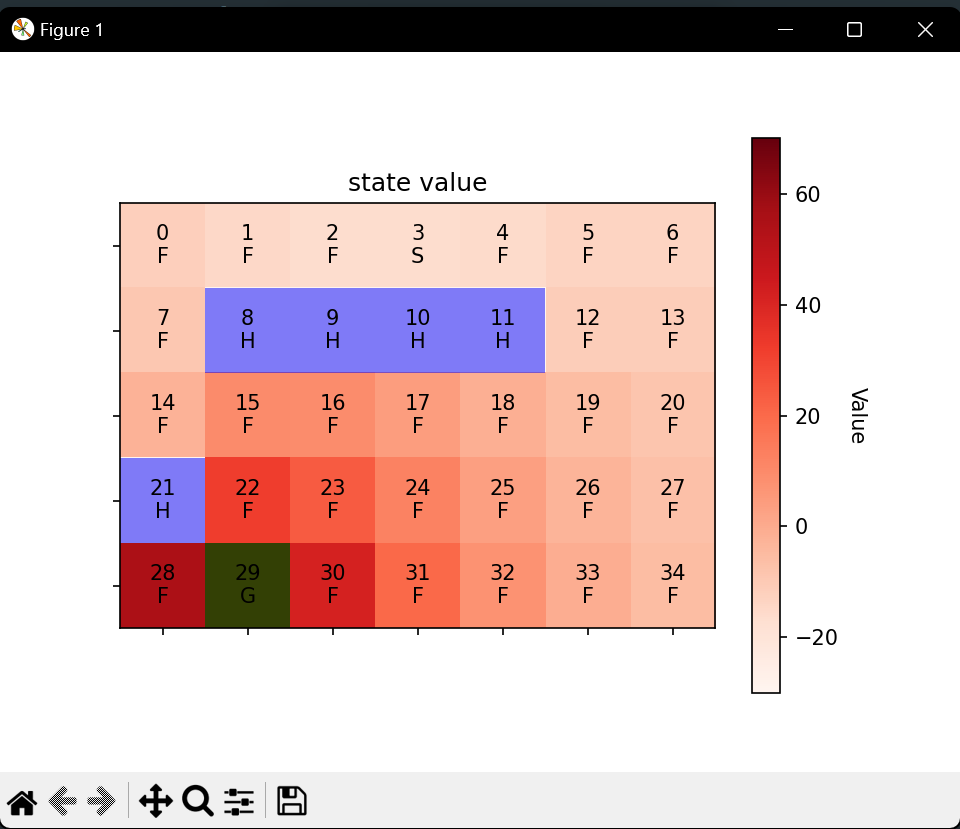 Figure 1
state value
0 1 2 3 4 5 6
F F F S F F F
7 8 9 10 11 12 13
F H H H H F F
14 15 16 17 18 19 20
F F F F F F F
21 22 23 24 25 26 27
H F F F F F F
28 29 30 31 32 33 34
F G F F F F F
60
40
20
0
−20
Value